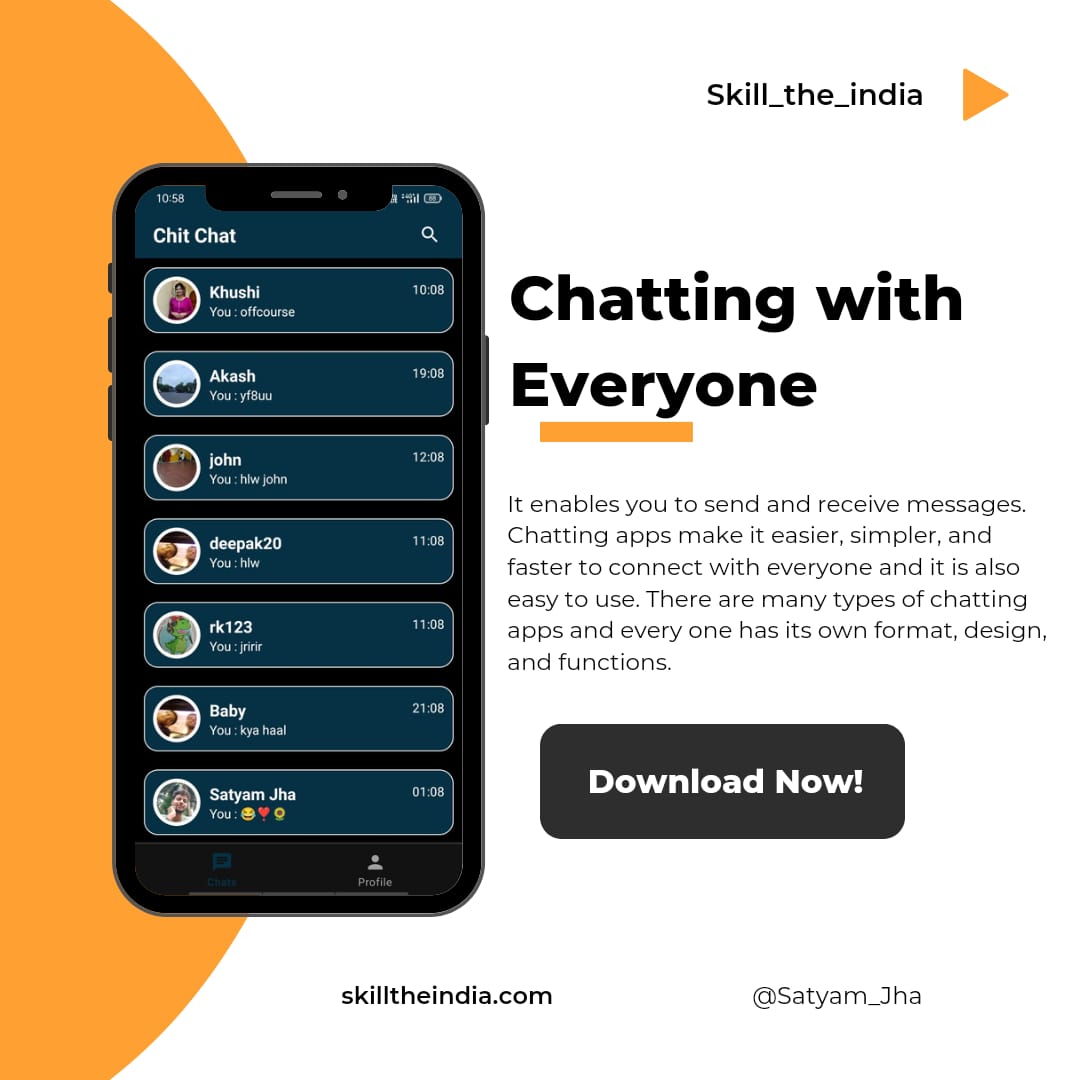 Skill_the_india
10:58
88
Chit Chat
Khushi
10:08
You : offcourse
Akash
19:08
You : yf8uu
john
12:08
You : hlw john
deepak20
11:08
You : hlw
rk123
11:08
You : jririr
Baby
21:08
You : kya haal
Satyam Jha
01:08
You : 😂❣️🌻
Chats
Profile
Chatting with
Everyone
It enables you to send and receive messages.
Chatting apps make it easier, simpler, and
faster to connect with everyone and it is also
easy to use. There are many types of chatting
apps and every one has its own format, design,
and functions.
Download Now!
skilltheindia.com
@Satyam_Jha